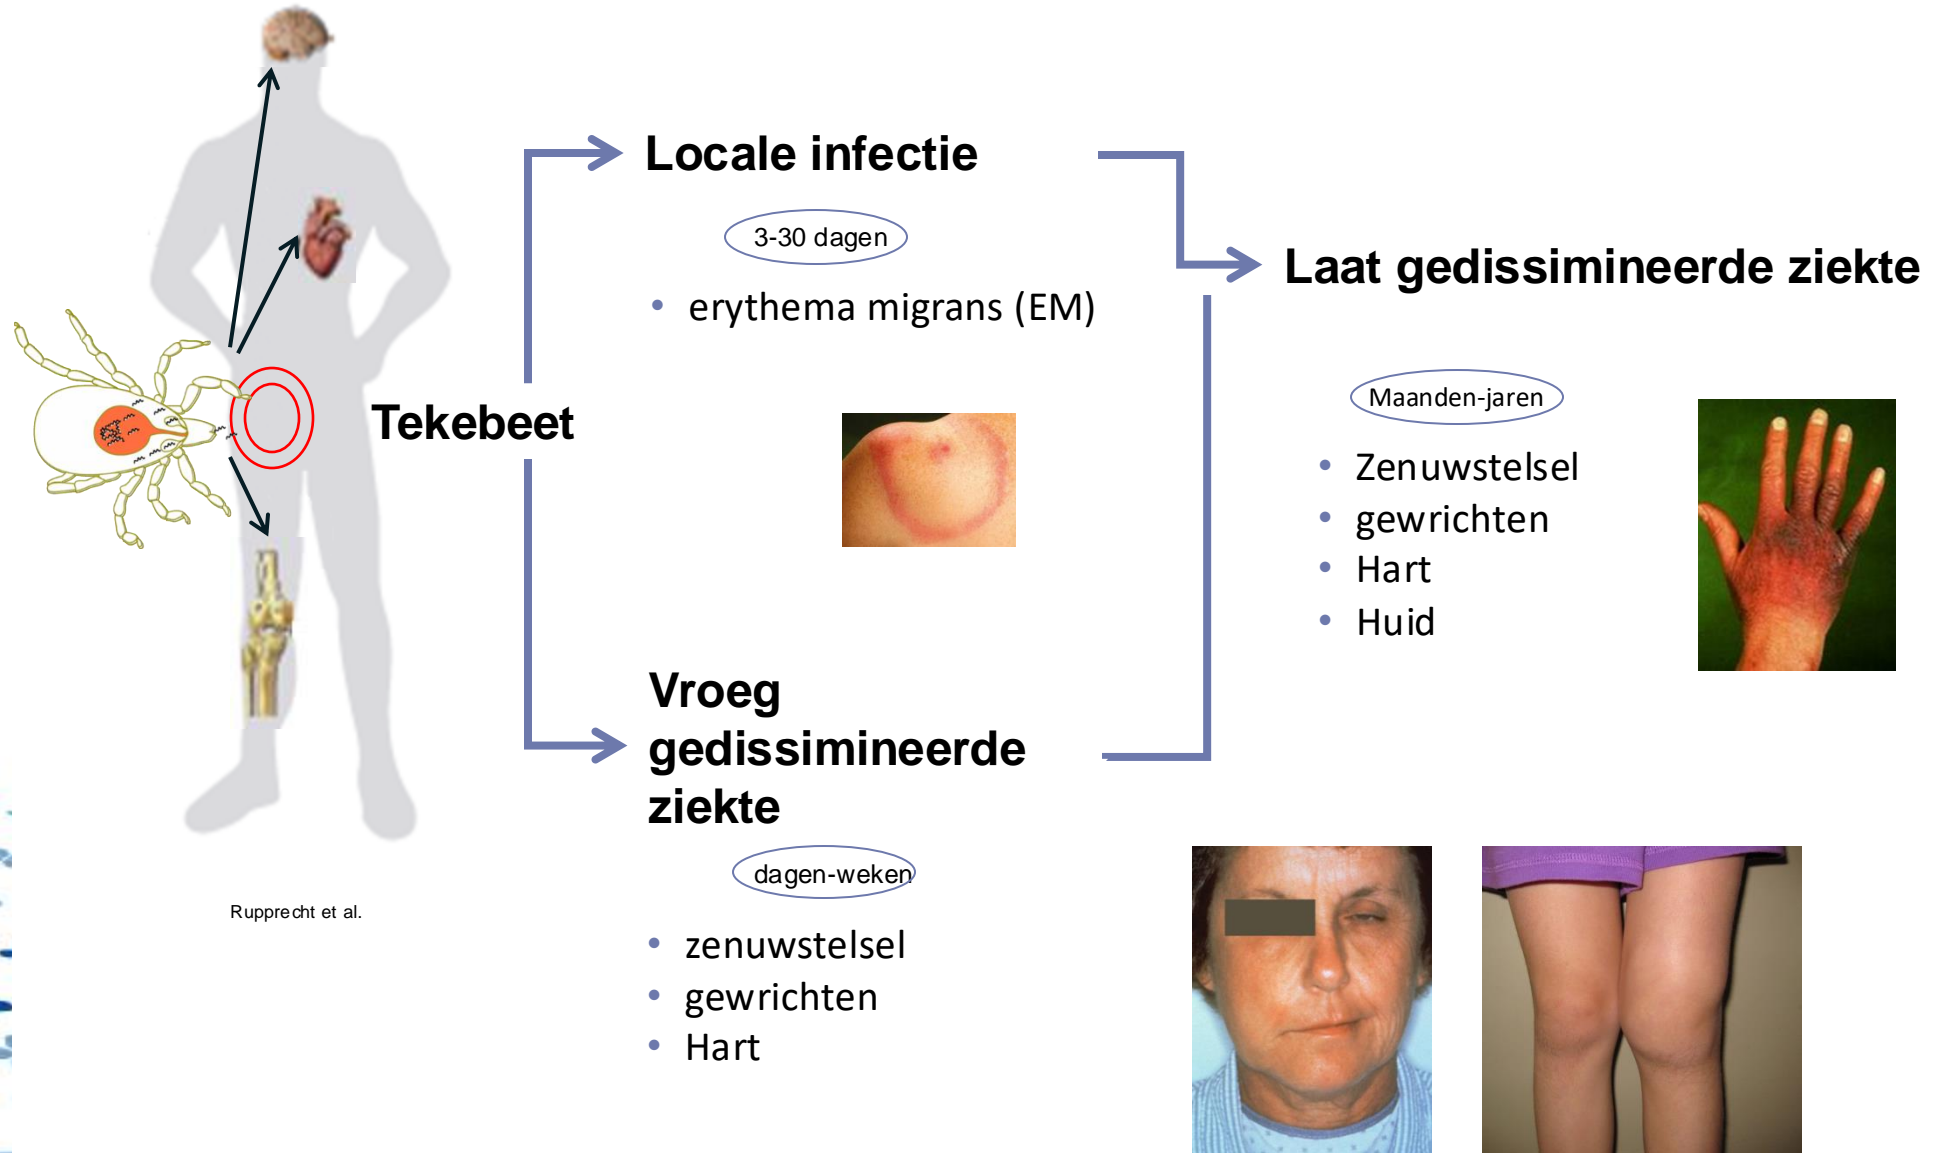 Tekebeet
Locale infectie
3-30 dagen
• erythema migrans (EM)
Vroeg
gedissimineerde
ziekte
dagen-weken
• zenuwstelsel
• gewrichten
• Hart
Laat gedissimineerde ziekte
Maanden-jaren
• Zenuwstelsel
• gewrichten
• Hart
• Huid
Rupprecht et al.